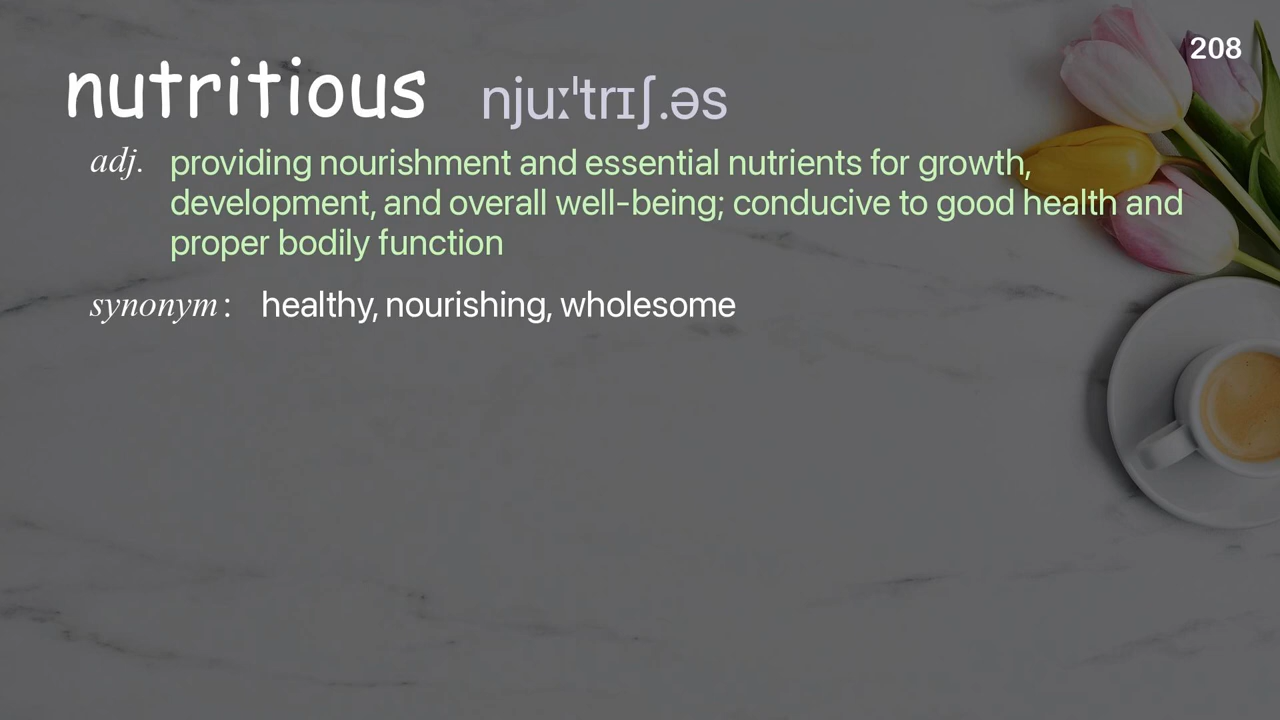 208
nutritious njuːˈtrɪʃ.əs
adj. providing nourishment and essential nutrients for growth,
development, and overall well-being; conducive to good health and
proper bodily function
synonym: healthy, nourishing, wholesome